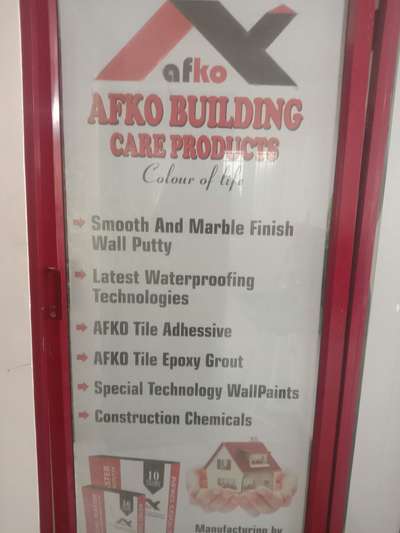 afko
AFKO BUILDING
CARE PRODUCTS
Colour of life
Smooth And Marble Finish
Wall Putty
Latest Waterproofing
Technologies
AFKO Tile Adhessive
AFKO Tile Epoxy Grout
Special Technology WallPaints
Construction Chemicals
10
Manufacturing by